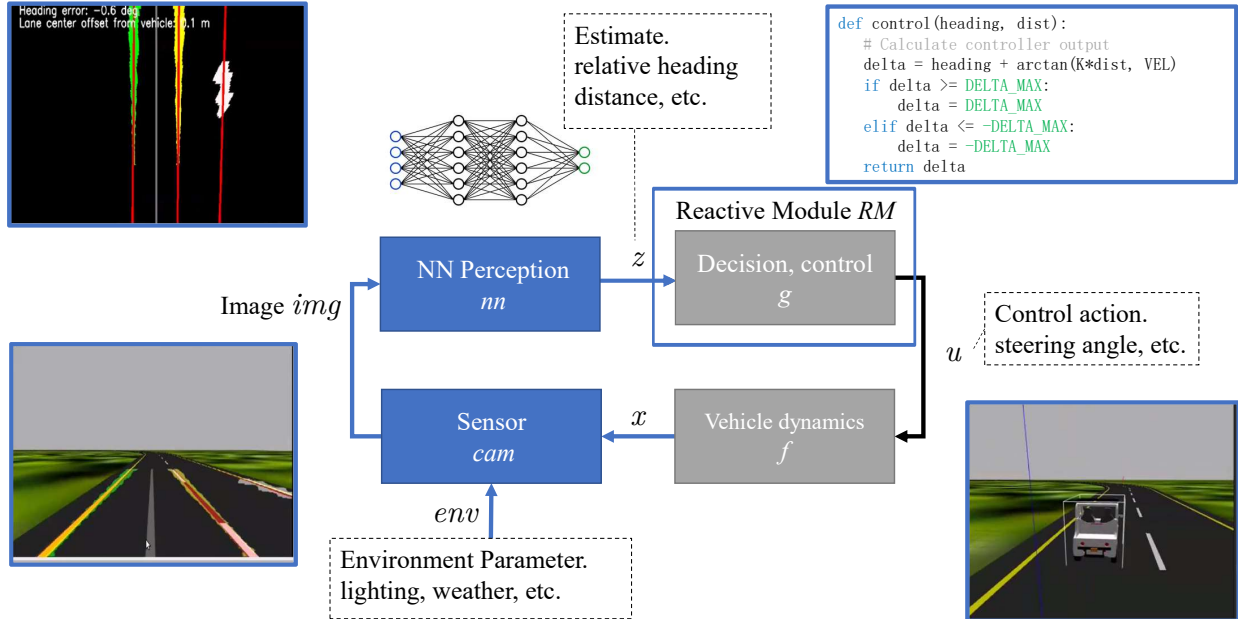 Heading error: -0.6 deg
Lane center offset from vehicle: 0.1 m
Estimate.
relative heading
distance, etc.
def control(heading, dist):
# Calculate controller output
delta = heading + arctan(K*dist, VEL)
if delta >= DELTA_MAX:
delta = DELTA_MAX
elif delta <= -DELTA_MAX:
delta = -DELTA_MAX
return delta
Reactive Module RM
NN Perception
nn
z
Decision, control
g
Image img
Control action.
steering angle, etc.
u
Sensor
cam
x
Vehicle dynamics
f
env
Environment Parameter.
lighting, weather, etc.